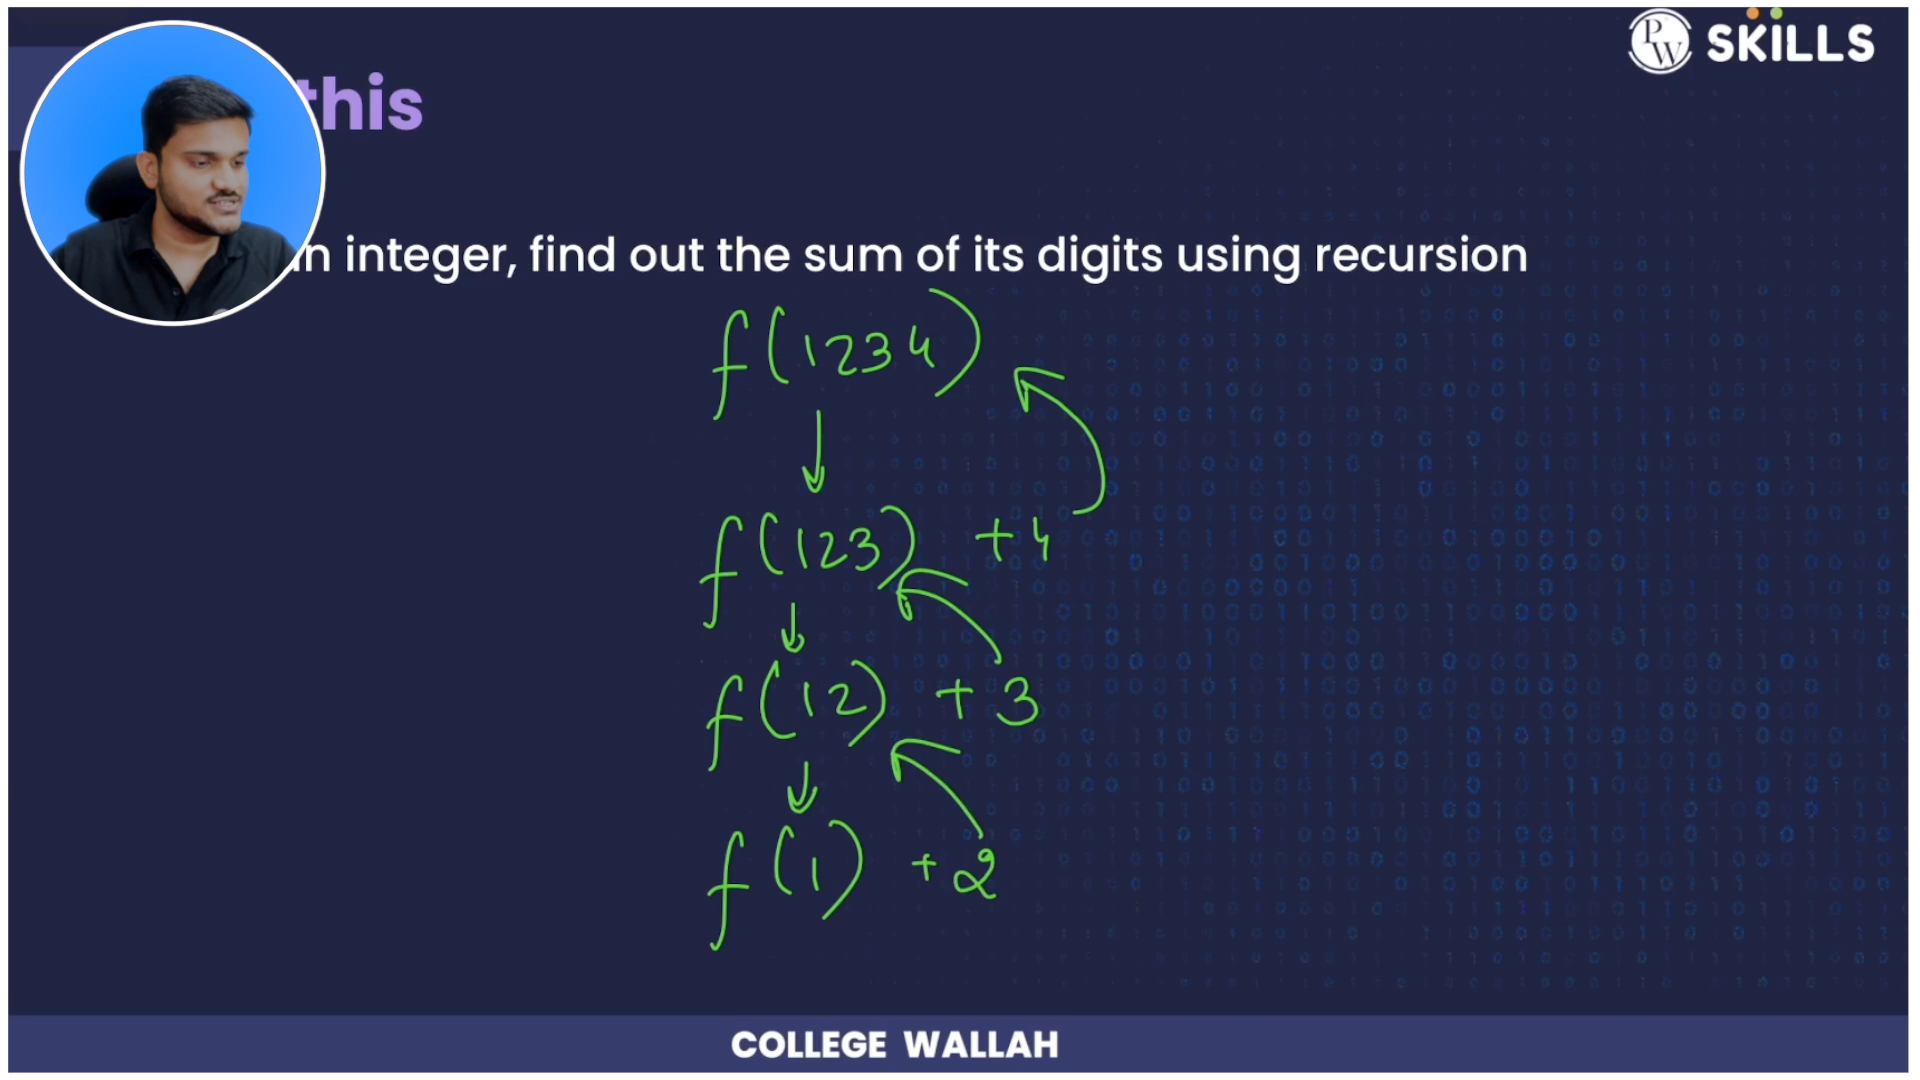 PW SKILLS
this
integer, find out the sum of its digits using recursion
f(1234)
f(123) + 4
f(12) + 3
f(1) + 2
COLLEGE WALLAH